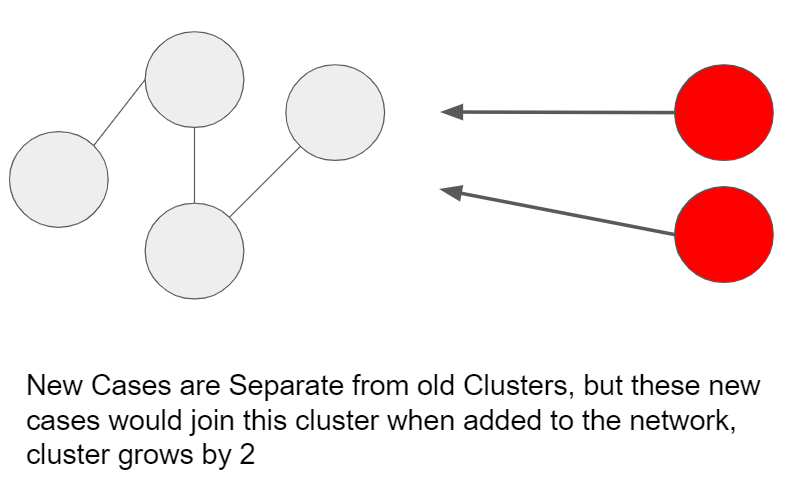 New Cases are Separate from old Clusters, but these new
cases would join this cluster when added to the network,
cluster grows by 2